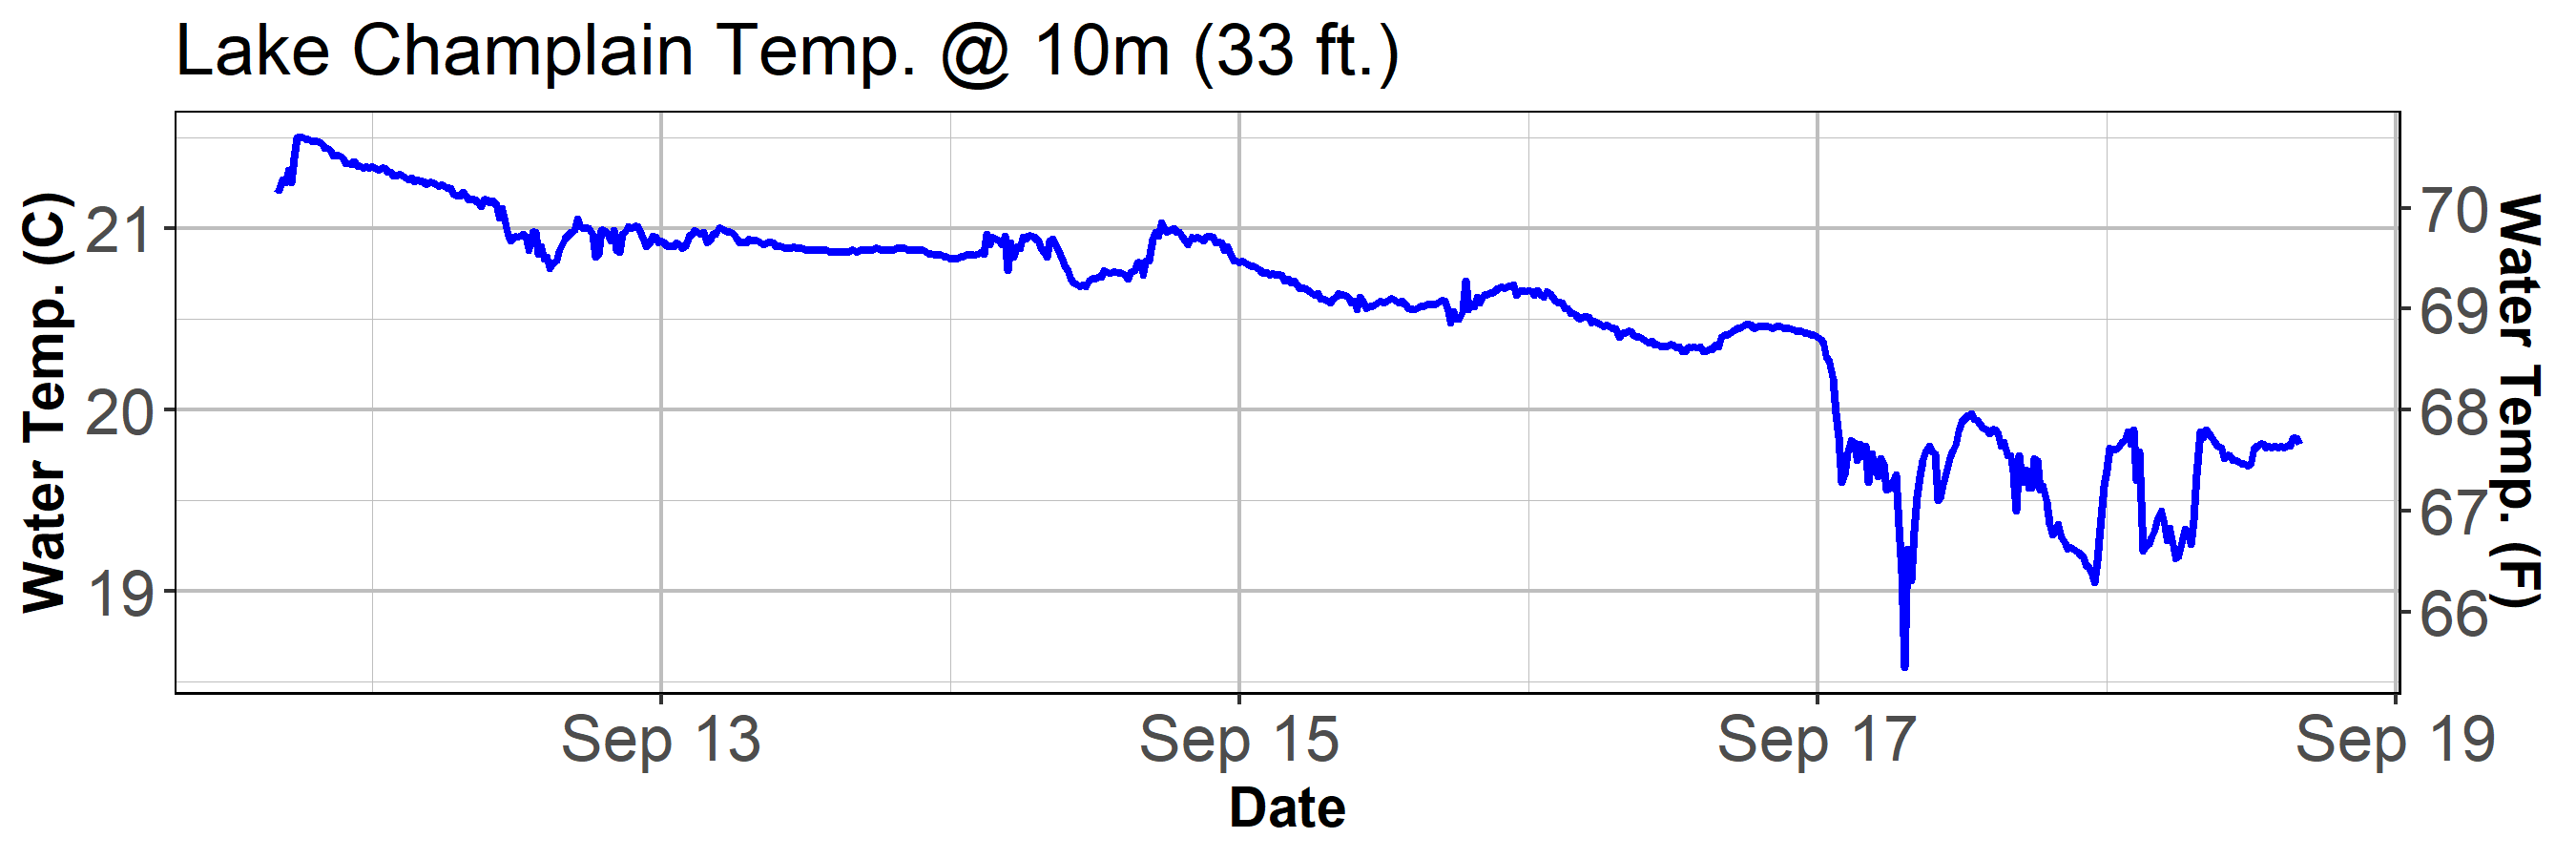 Lake Champlain Temp. @ 10m (33 ft.)
Water Temp. (C)
21
20
19
70
69
68
67
66
Water Temp. (F)
Sep 13
Sep 15
Sep 17
Sep 19
Date